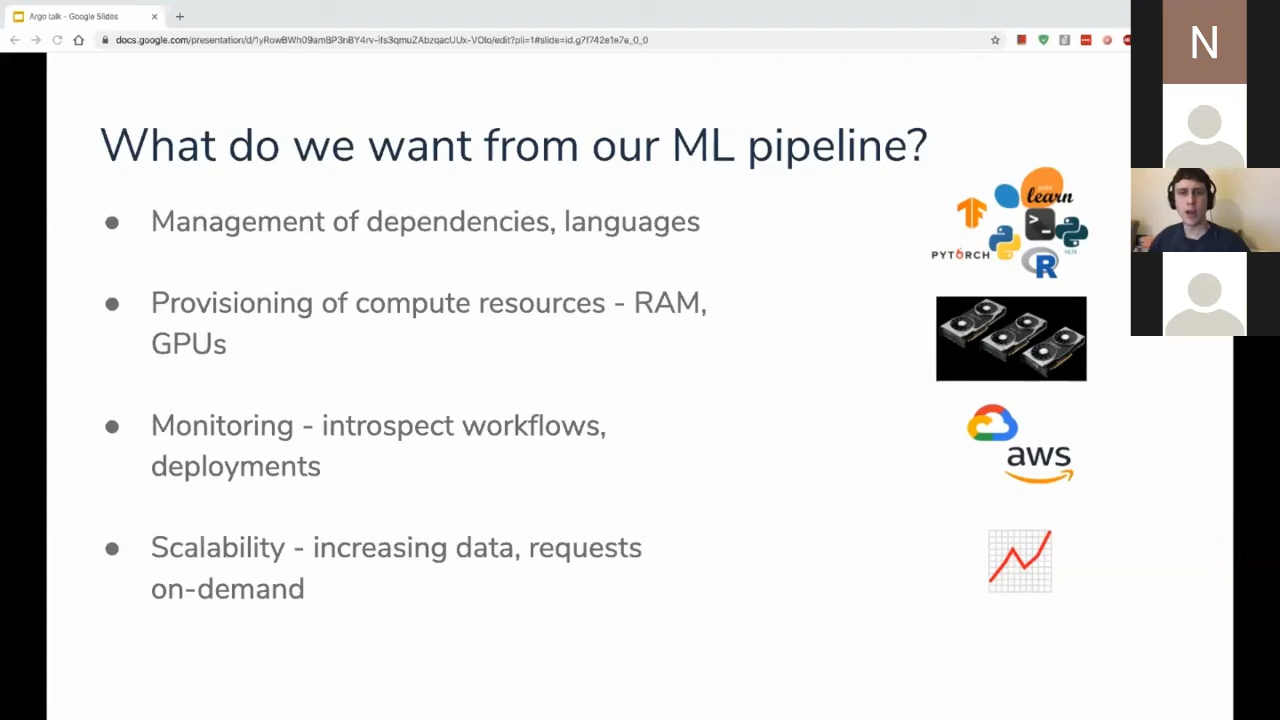 Argo talk - Google Slides
N
What do we want from our ML pipeline?
Management of dependencies, languages
learn
PYTORCH
R
Provisioning of compute resources - RAM,
GPUs
Monitoring - introspect workflows,
deployments
aws
Scalability - increasing data, requests
on-demand